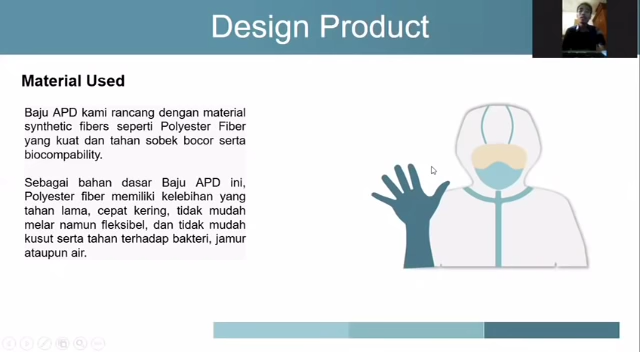 Design Product
Material Used
Baju APD kami rancang dengan material
synthetic fibers seperti Polyester Fiber
yang kuat dan tahan sobek bocor serta
biocompability.
Sebagai bahan dasar Baju APD ini,
Polyester fiber memiliki kelebihan yang
tahan lama, cepat kering, tidak mudah
melar namun fleksibel, dan tidak mudah
kusut serta tahan terhadap bakteri, jamur
ataupun air.